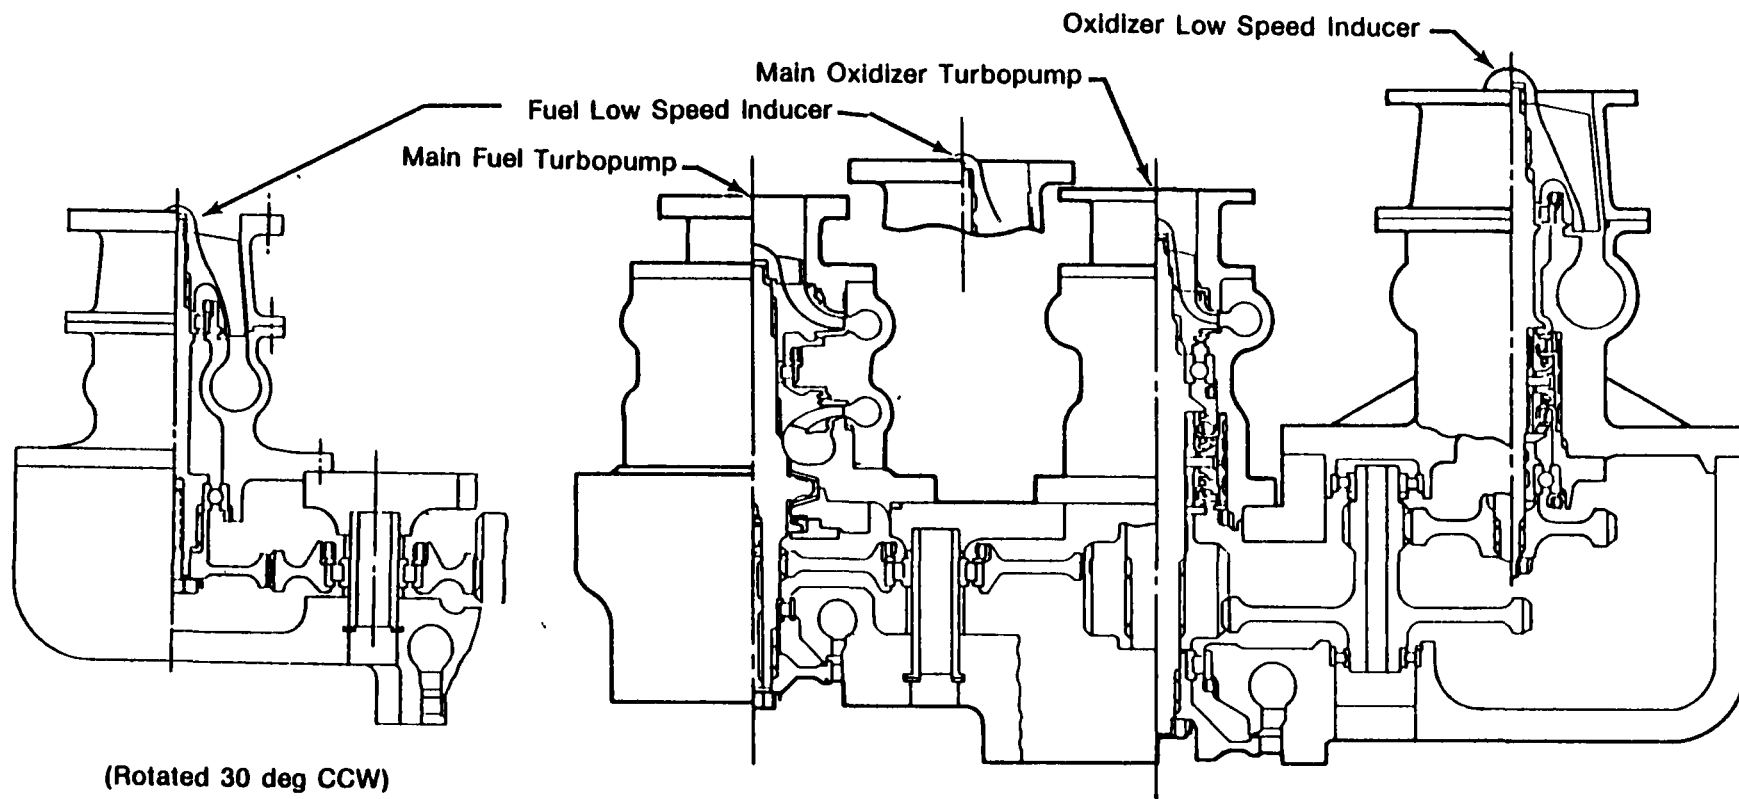 Oxidizer Low Speed Inducer
Main Oxidizer Turbopump
Fuel Low Speed Inducer
Main Fuel Turbopump
(Rotated 30 deg CCW)